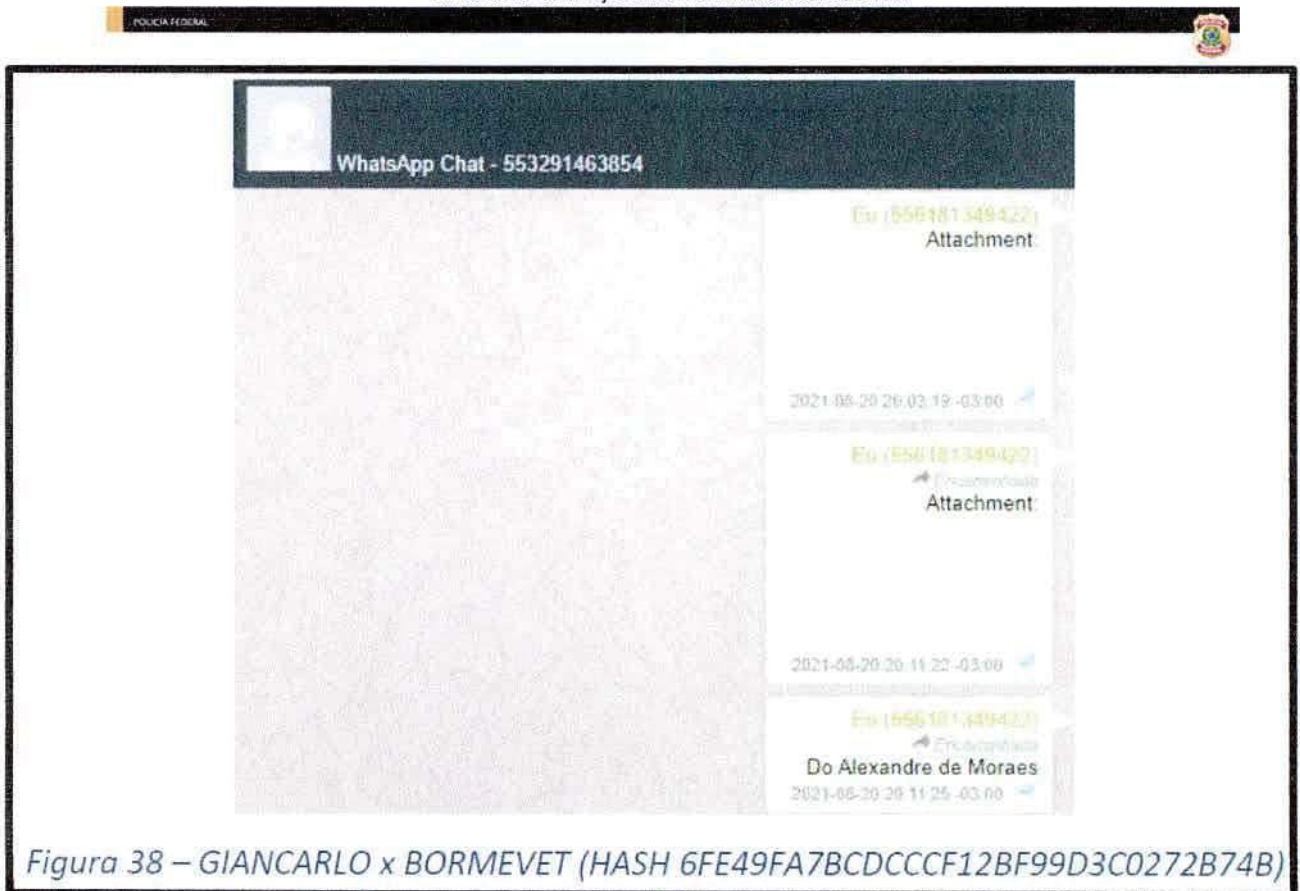 POLICIA FEDERAL
WhatsApp Chat - 553291463854
Eu (556181349422)
Attachment:
2021-08-20 20:03:19 -03:00
Eu (556181349422)
Encaminhada
Attachment:
2021-08-20 20:11:22 -03:00
Eu (556181349422)
Encaminhada
Do Alexandre de Moraes
2021-08-20 20:11:25 -03:00
Figura 38 – GIANCARLO x BORMEVET (HASH 6FE49FA7BCDCCCF12BF99D3C0272B74B)